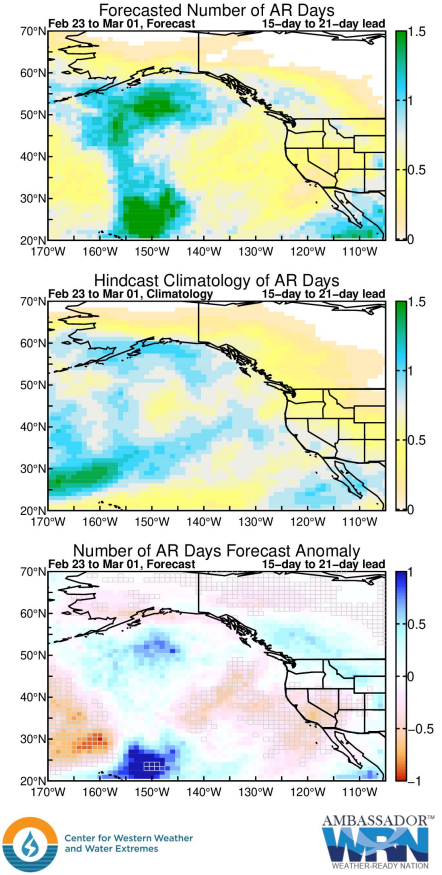 Forecasted Number of AR Days
Feb 23 to Mar 01, Forecast 15-day to 21-day lead
70°N
60°N
50°N
40°N
30°N
20°N
170°W 160°W 150°W 140°W 130°W 120°W 110°W
1.5
1
0.5
0
Hindcast Climatology of AR Days
Feb 23 to Mar 01, Climatology 15-day to 21-day lead
70°N
60°N
50°N
40°N
30°N
20°N
170°W 160°W 150°W 140°W 130°W 120°W 110°W
1.5
1
0.5
0
Number of AR Days Forecast Anomaly
Feb 23 to Mar 01, Forecast 15-day to 21-day lead
70°N
60°N
50°N
40°N
30°N
20°N
170°W 160°W 150°W 140°W 130°W 120°W 110°W
1
0.5
0
−0.5
−1
Center for Western Weather
and Water Extremes
AMBASSADOR™
WRN
WEATHER-READY NATION